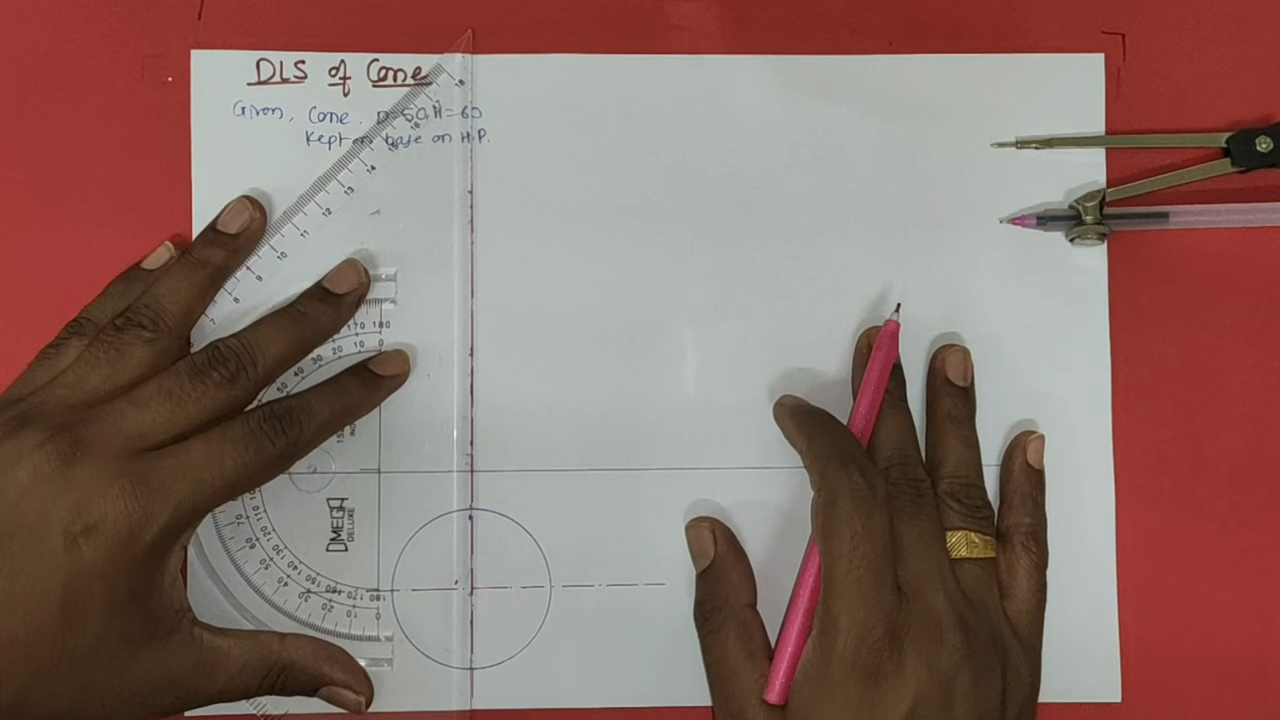 DLS of Cone
Given, Cone, D=50, H=60
Kept on base on H.P.
OMEGA
DELUXE